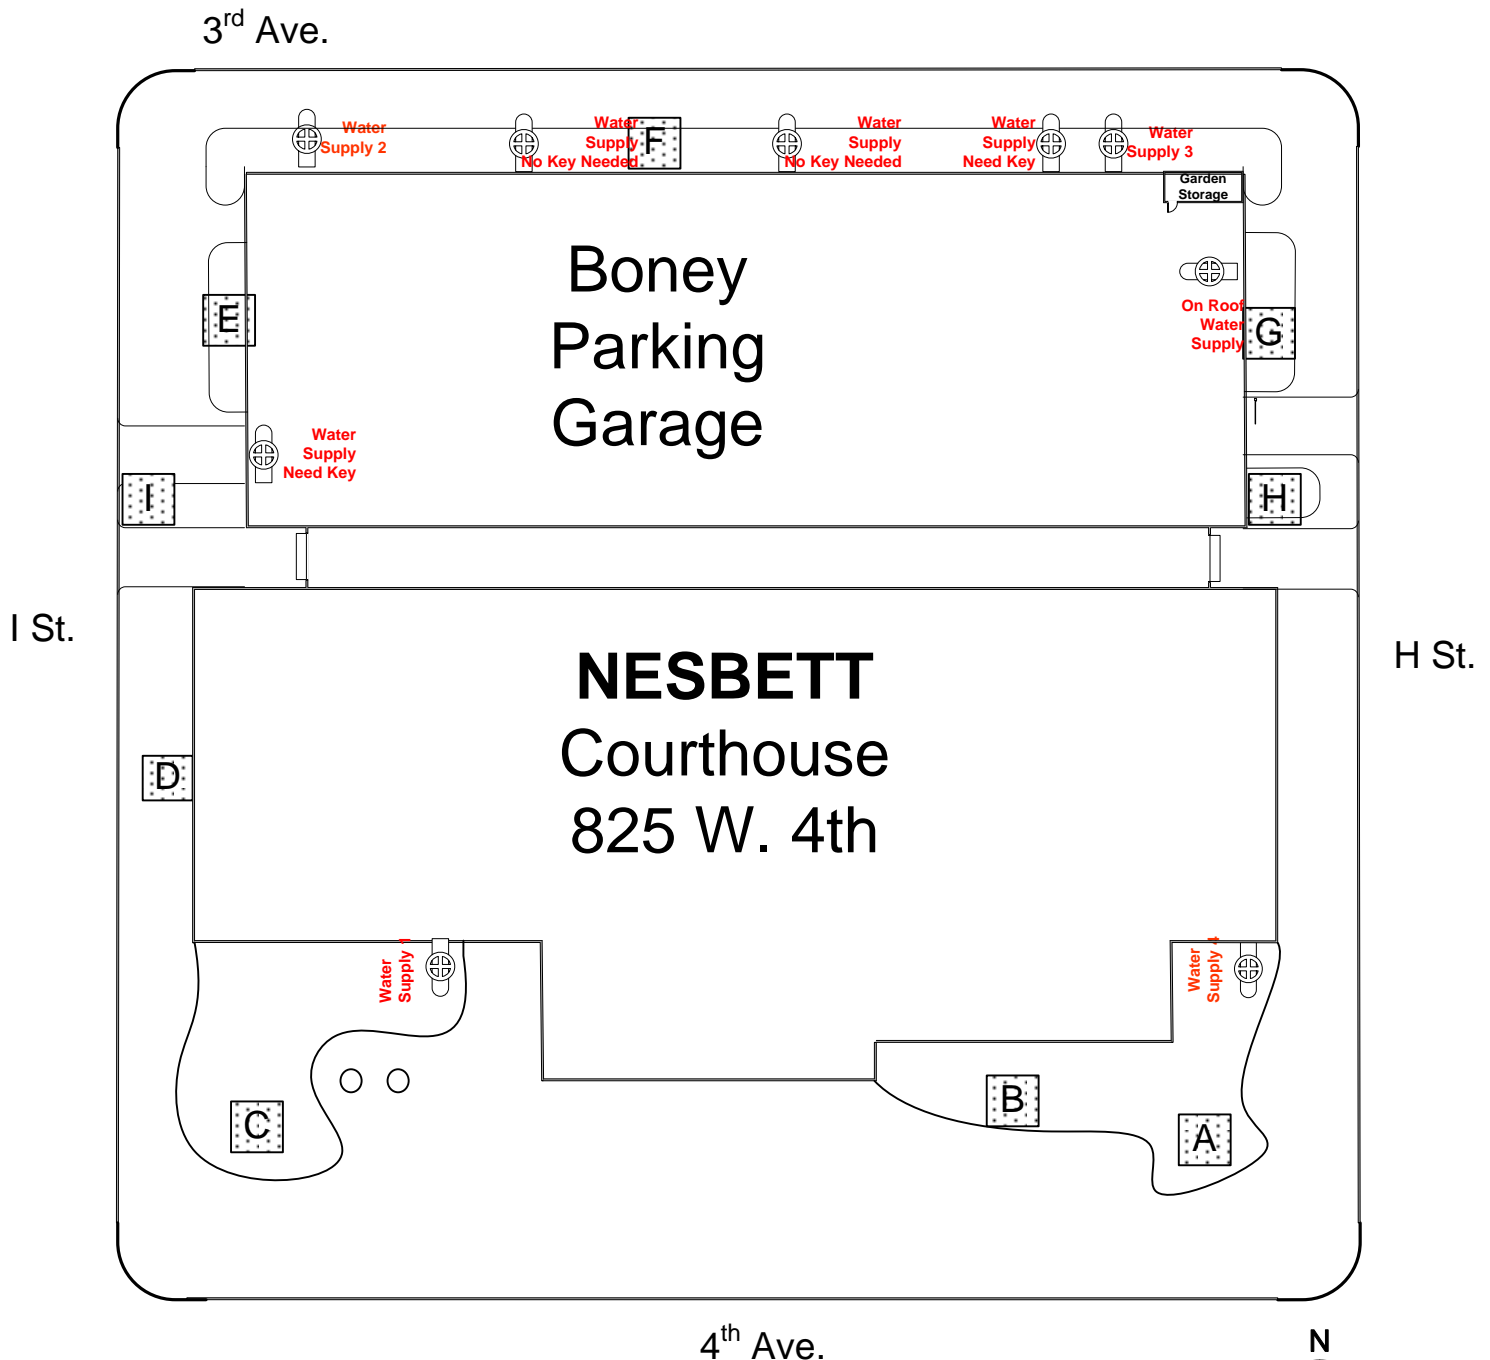 3rd Ave.
Water
Supply 2
Water
Supply
No Key Needed
F
Water
Supply
No Key Needed
Water
Supply
Need Key
Water
Supply 3
Garden
Storage
Boney
Parking
Garage
E
On Roof
Water
Supply
G
Water
Supply
Need Key
I
H
I St.
H St.
NESBETT
Courthouse
825 W. 4th
D
Water
Supply 1
Water
Supply 4
C
B
A
4th Ave.
N